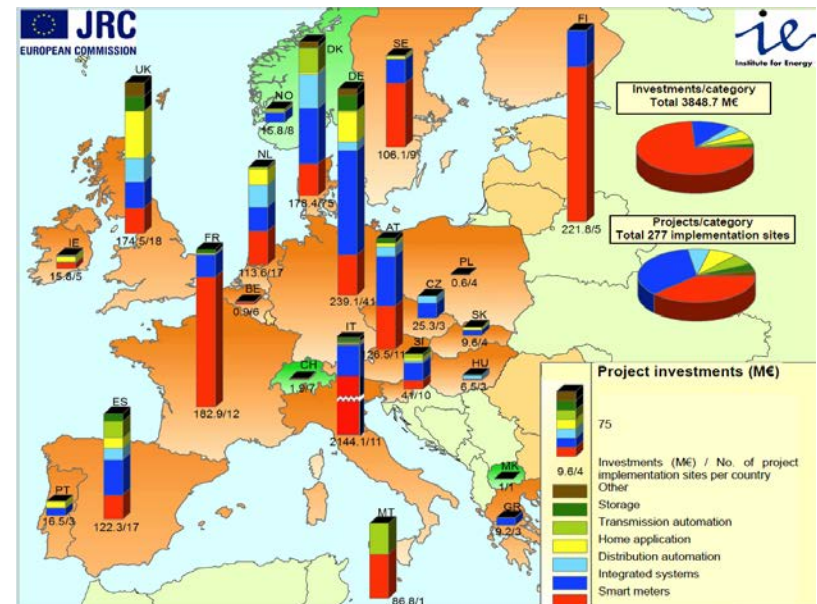 JRC
EUROPEAN COMMISSION
ie
Institute for Energy
Investments/category
Total 3848.7 M€
Projects/category
Total 277 implementation sites
UK
174.5/18
IE
15.8/5
NO
15.8/8
DK
178.4/75
SE
106.1/9
FI
221.8/5
NL
113.6/17
DE
239.1/41
BE
0.9/6
FR
182.9/12
PL
0.6/4
AT
126.5/11
CZ
25.3/3
SK
9.6/4
CH
1.9/7
IT
2144.1/11
SI
41/10
HU
6.5/3
ES
122.3/17
PT
16.5/3
MK
1/1
GR
9.2/3
MT
86.8/1
Project investments (M€)
75
9.6/4
Investments (M€) / No. of project
implementation sites per country
Other
Storage
Transmission automation
Home application
Distribution automation
Integrated systems
Smart meters